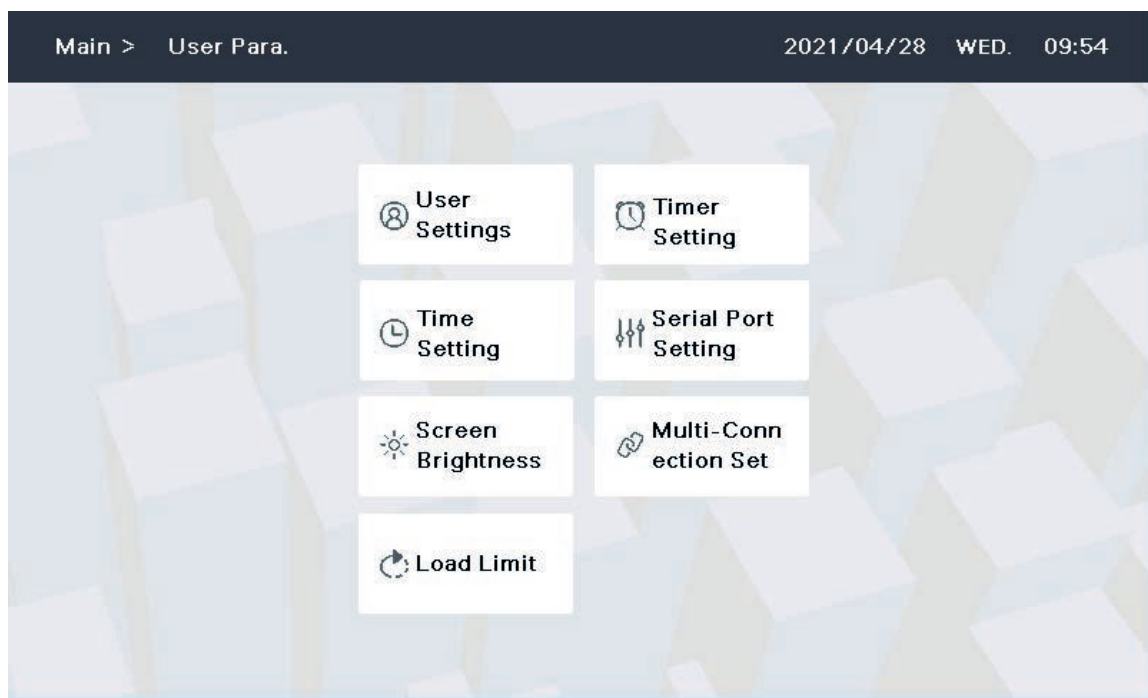 Main > User Para. 2021/04/28 WED. 09:54
User
Settings
Timer
Setting
Time
Setting
Serial Port
Setting
Screen
Brightness
Multi-Conn
ection Set
Load Limit